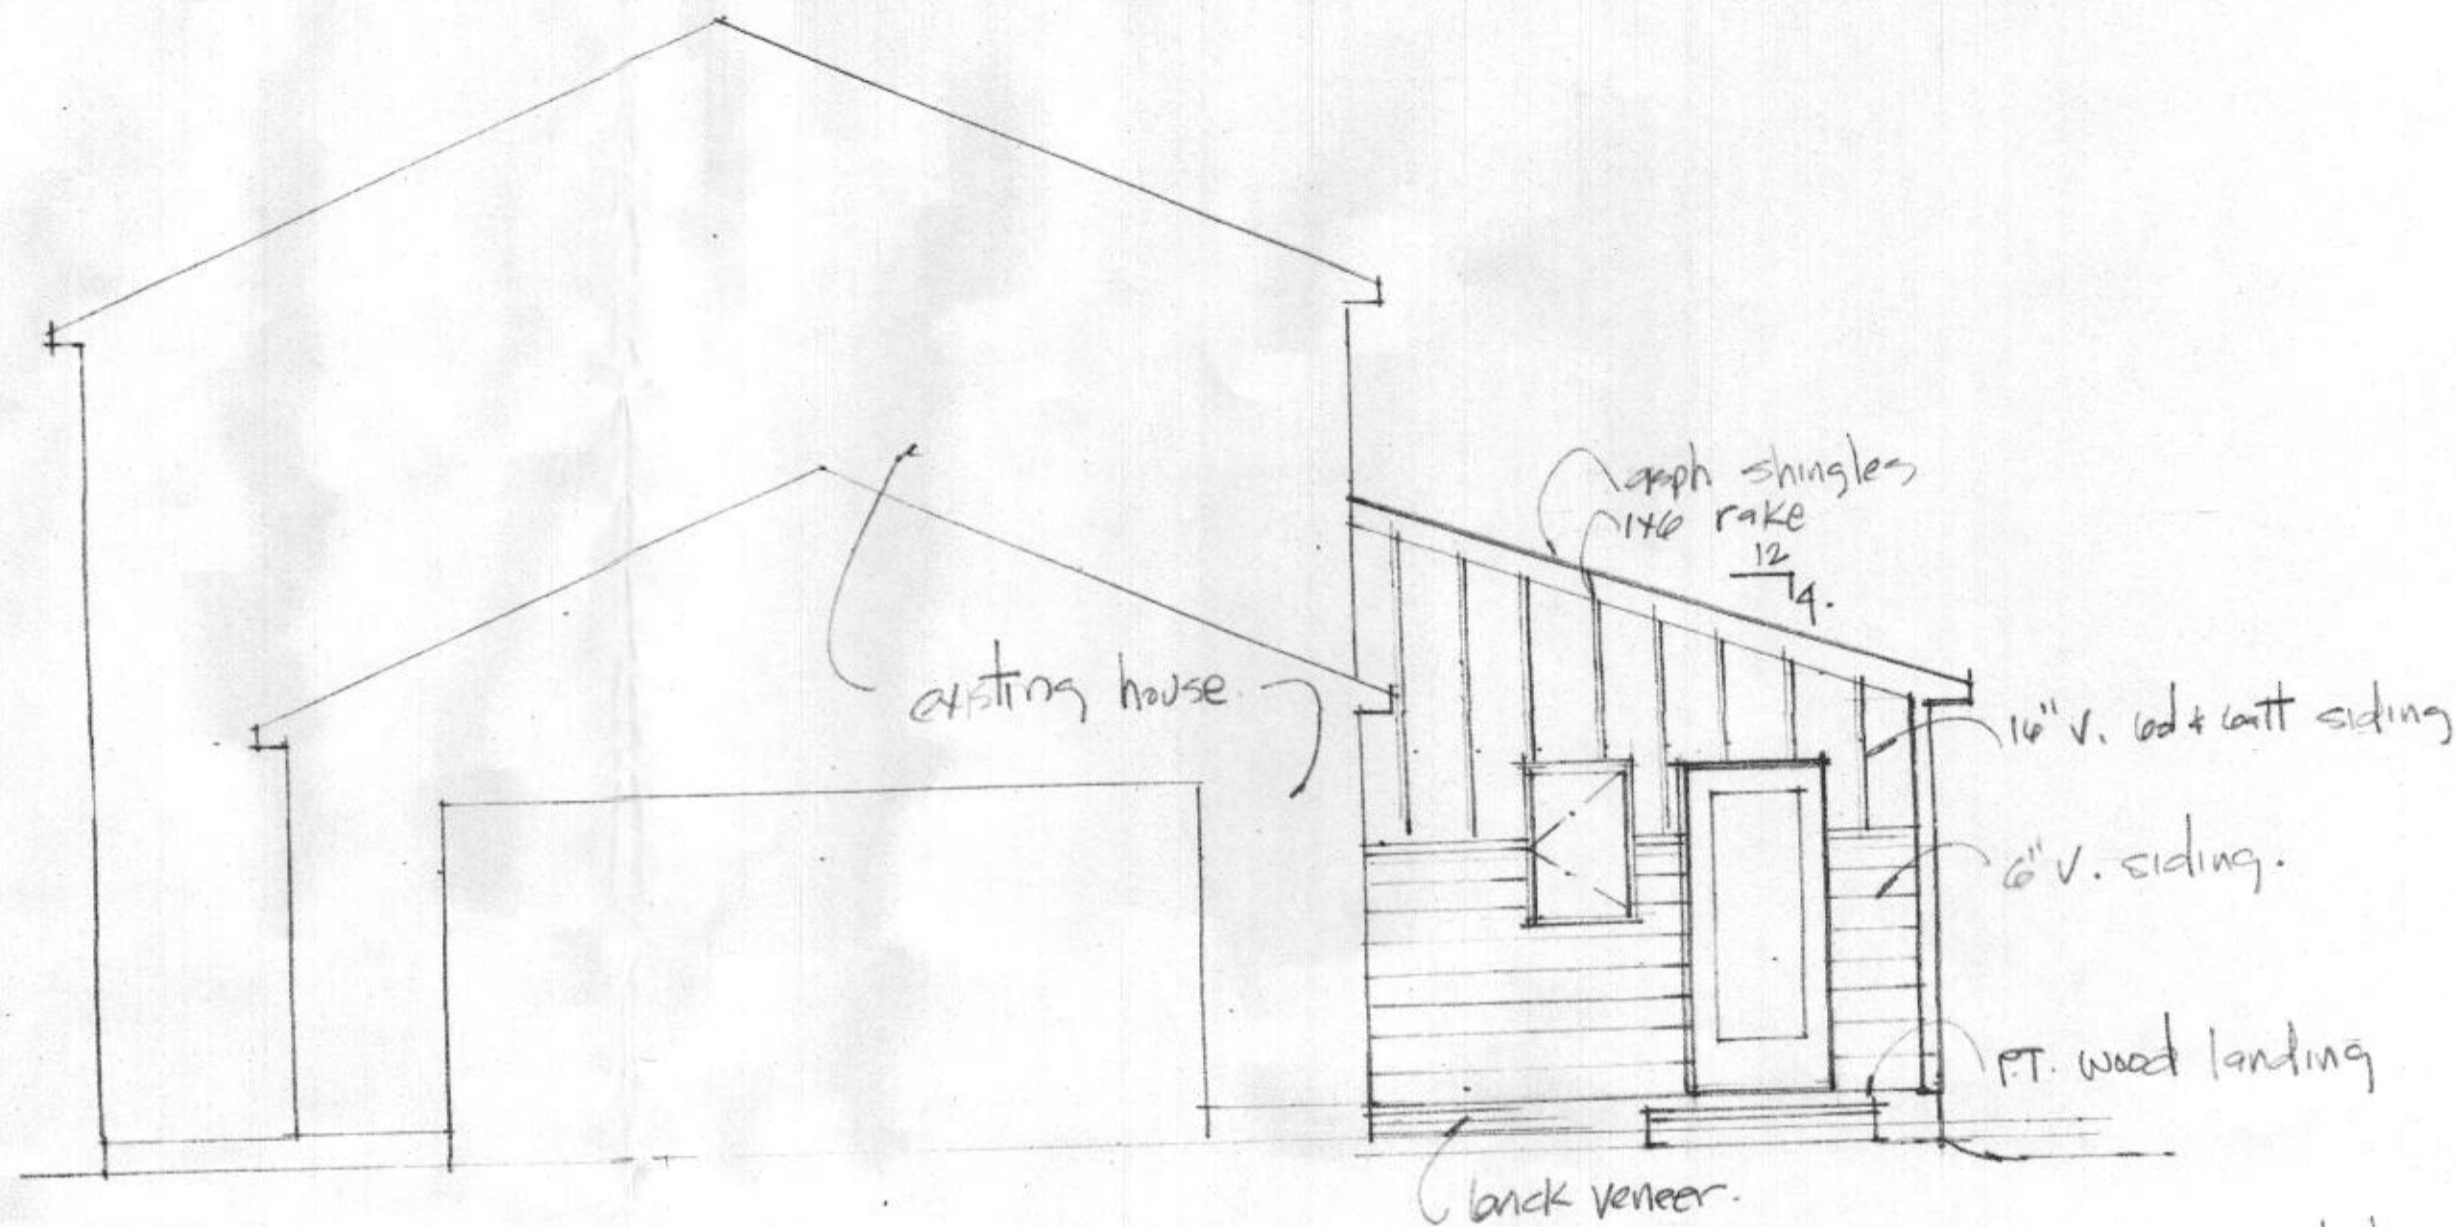 asph shingles
1x6 rake
12
4.
existing house
16" V. bd & batt siding
6" V. siding.
P.T. wood landing
brick veneer.